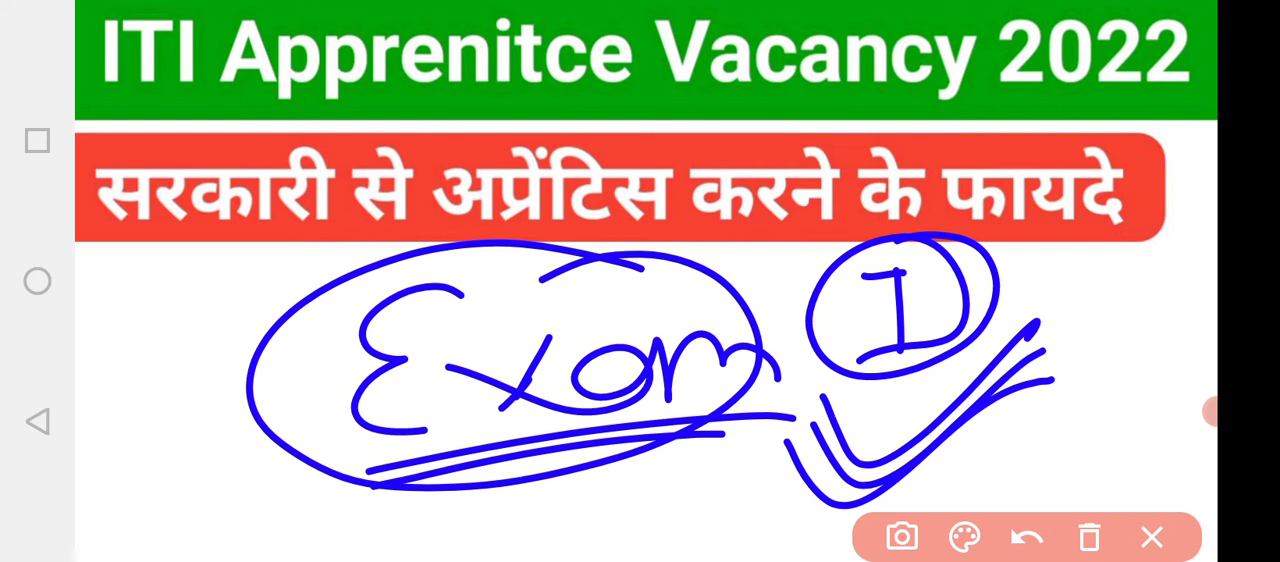 ITI Apprenitce Vacancy 2022
सरकारी से अप्रेंटिस करने के फायदे
Exam